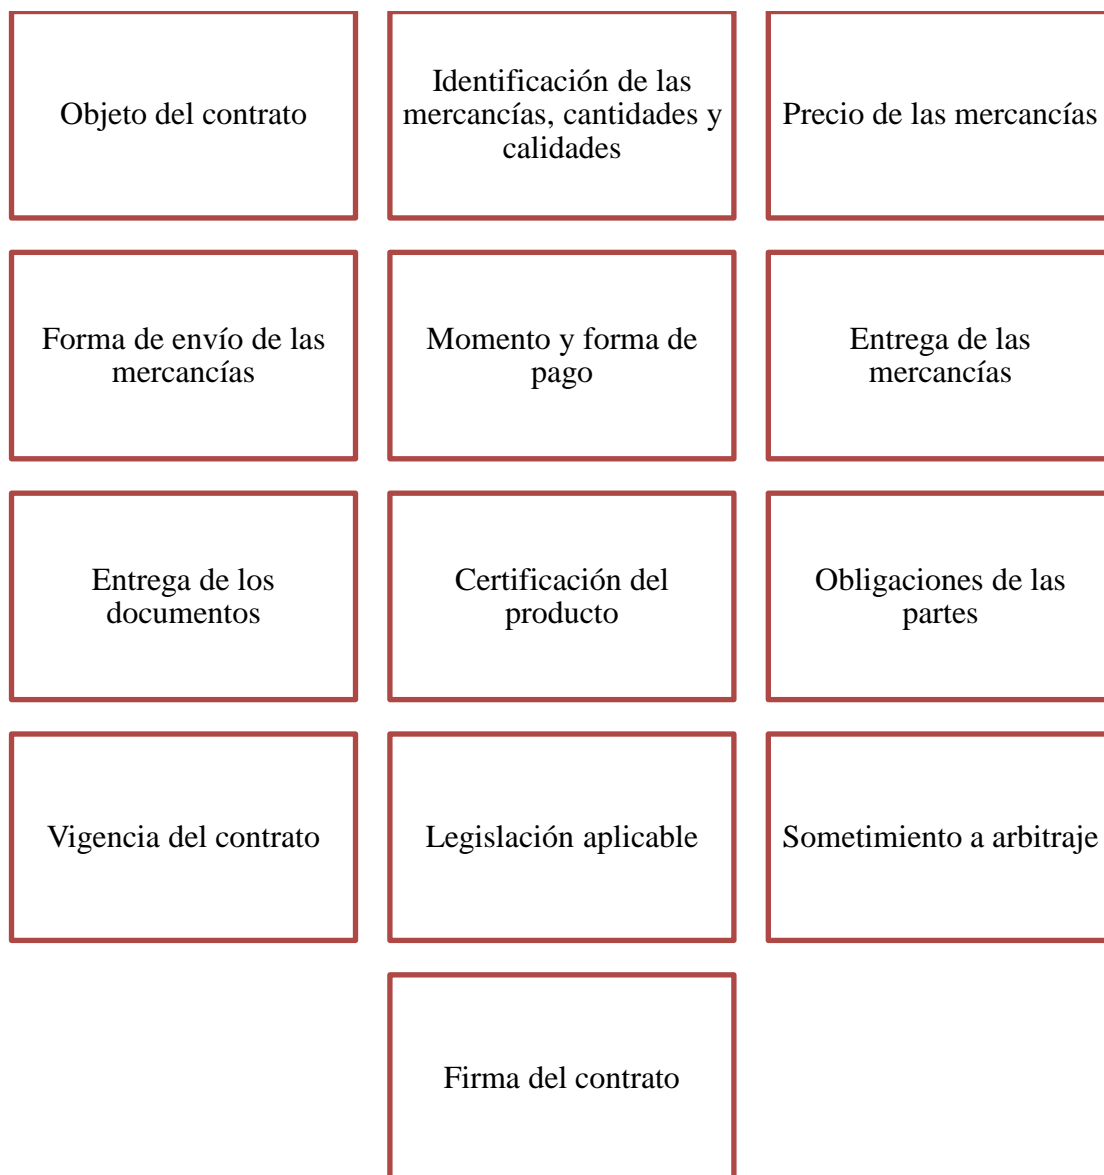 Objeto del contrato
Identificación de las
mercancías, cantidades y
calidades
Precio de las mercancías
Forma de envío de las
mercancías
Momento y forma de
pago
Entrega de las
mercancías
Entrega de los
documentos
Certificación del
producto
Obligaciones de las
partes
Vigencia del contrato
Legislación aplicable
Sometimiento a arbitraje
Firma del contrato